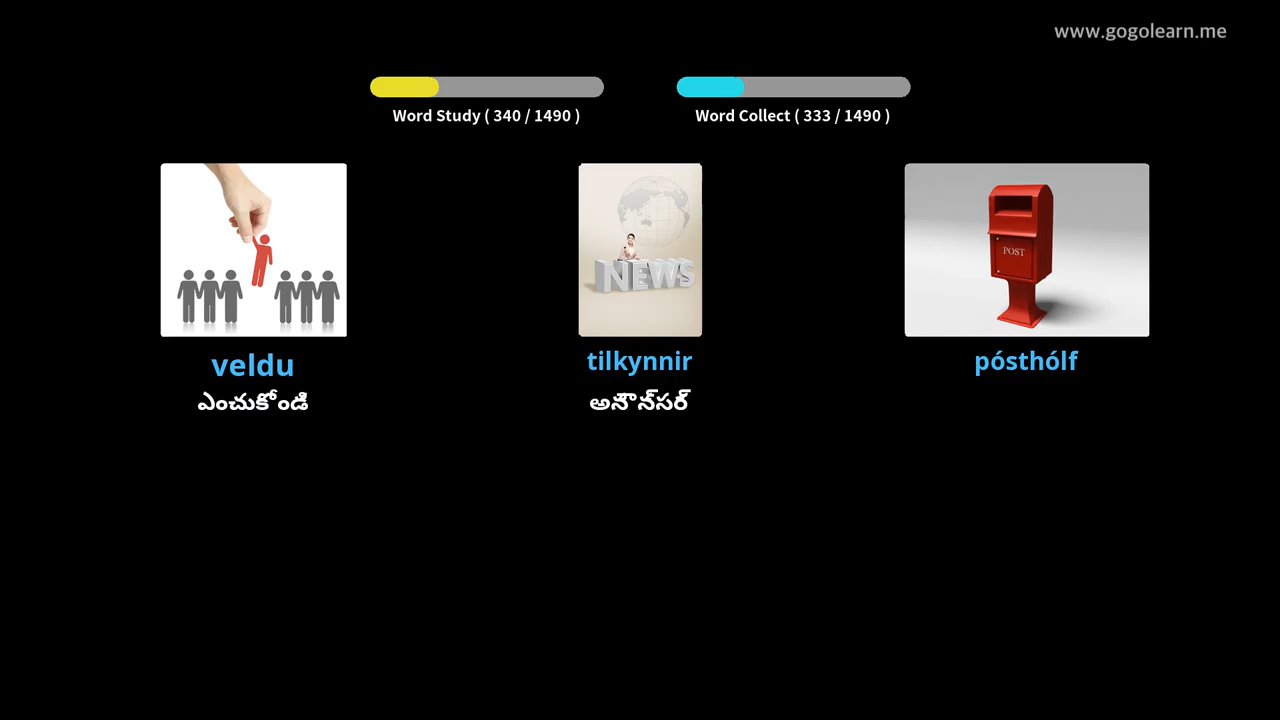 www.gogolearn.me
Word Study ( 340 / 1490 )
Word Collect ( 333 / 1490 )
NEWS
POST
veldu
tilkynnir
pósthólf
ఎంచుకోండి
అనౌన్సర్